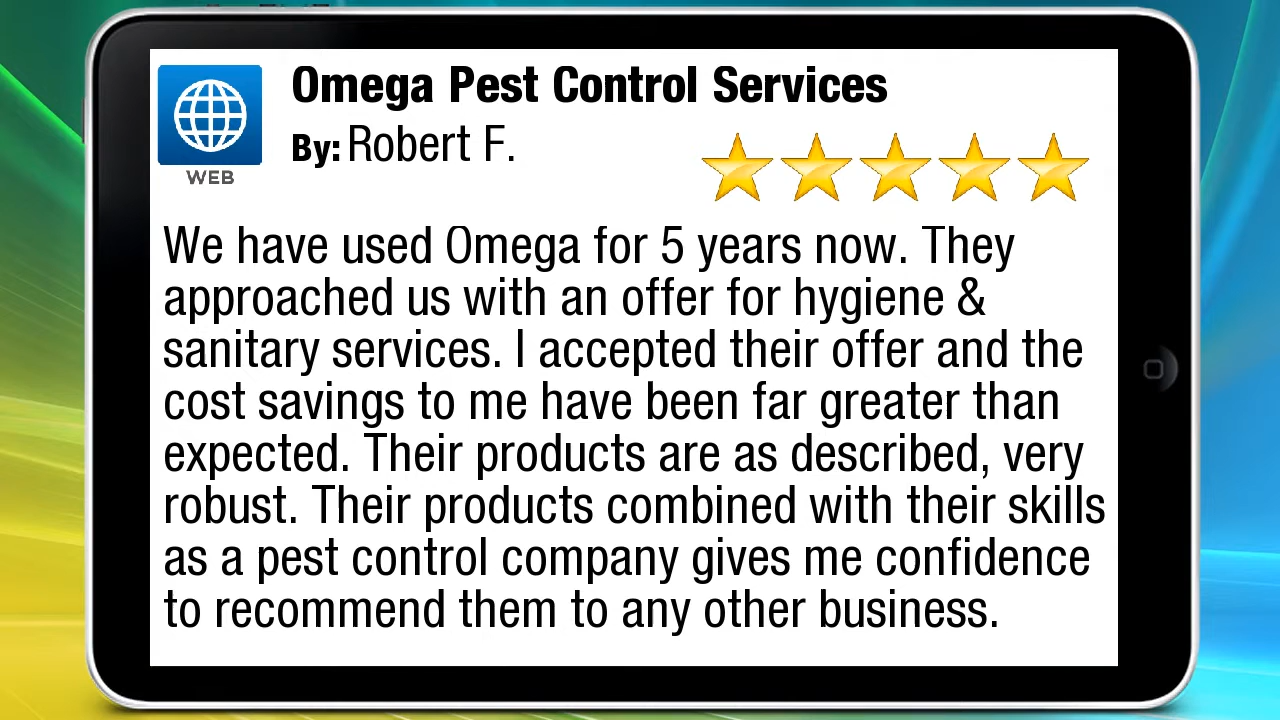 Omega Pest Control Services
By: Robert F.
WEB
We have used Omega for 5 years now. They
approached us with an offer for hygiene &
sanitary services. I accepted their offer and the
cost savings to me have been far greater than
expected. Their products are as described, very
robust. Their products combined with their skills
as a pest control company gives me confidence
to recommend them to any other business.